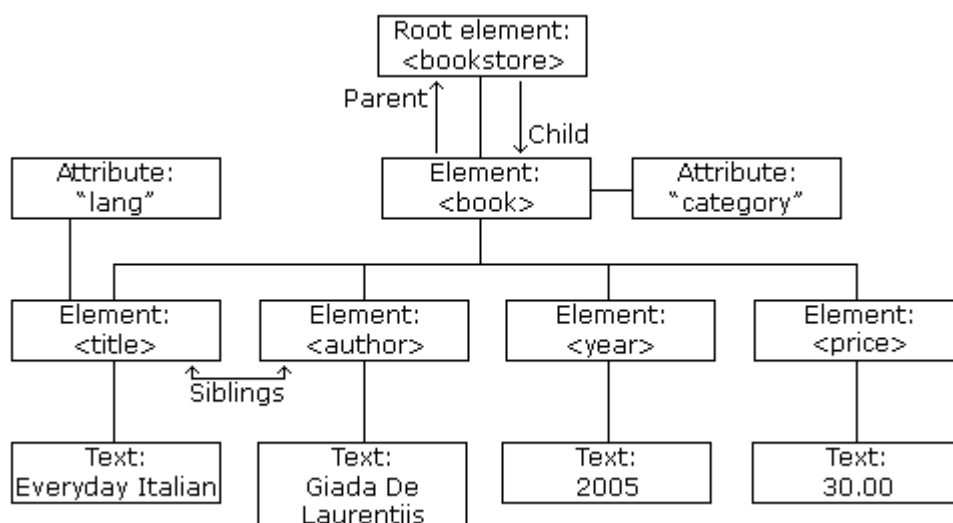 Root element:
<bookstore>
Parent
Child
Attribute:
“lang”
Element:
<book>
Attribute:
“category”
Element:
<title>
Element:
<author>
Element:
<year>
Element:
<price>
Siblings
Text:
Everyday Italian
Text:
Giada De
Laurentiis
Text:
2005
Text:
30.00